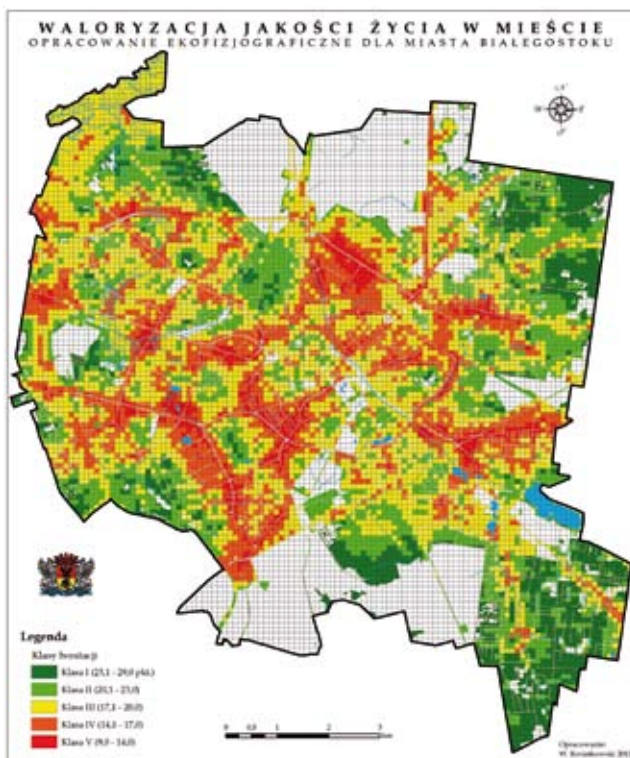 WALORYZACJA JAKOŚCI ŻYCIA W MIEŚCIE
OPRACOWANIE EKOFIZJOGRAFICZNE DLA MIASTA BIAŁEGOSTOKU
Legenda
Klasy bonitacji
Klasa I (23,1 - 29,0 pkt.)
Klasa II (20,1 - 23,0)
Klasa III (17,1 - 20,0)
Klasa IV (14,1 - 17,0)
Klasa V (9,0 - 14,0)
0 0,5 1 2 3
Opracowanie:
W.